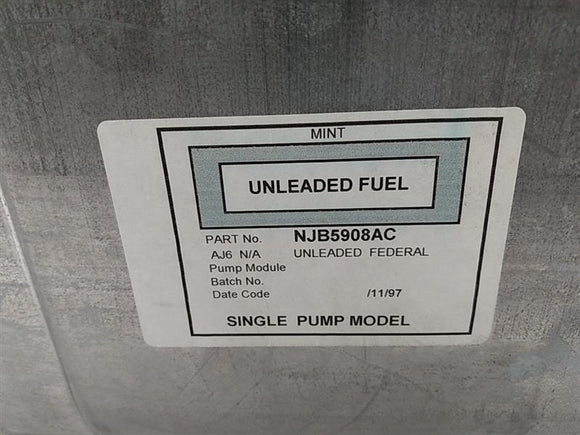 MINT
UNLEADED FUEL
PART No. NJB5908AC
AJ6 N/A UNLEADED FEDERAL
Pump Module
Batch No.
Date Code /11/97
SINGLE PUMP MODEL